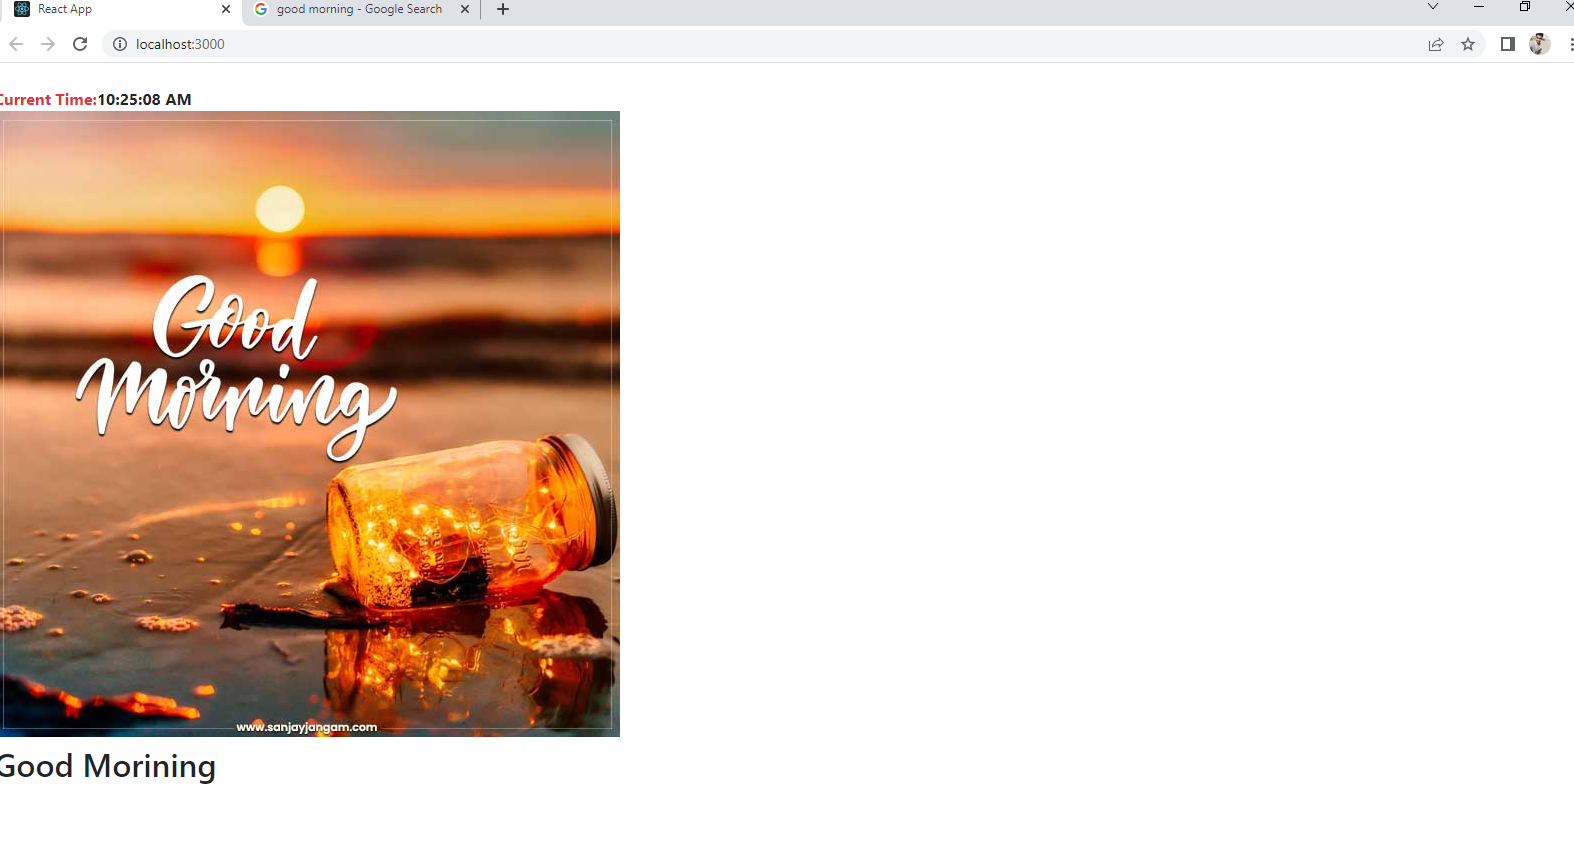 React App
good morning - Google Search
localhost:3000
Current Time:10:25:08 AM
Good
Morning
www.sanjayjangam.com
Good Morining